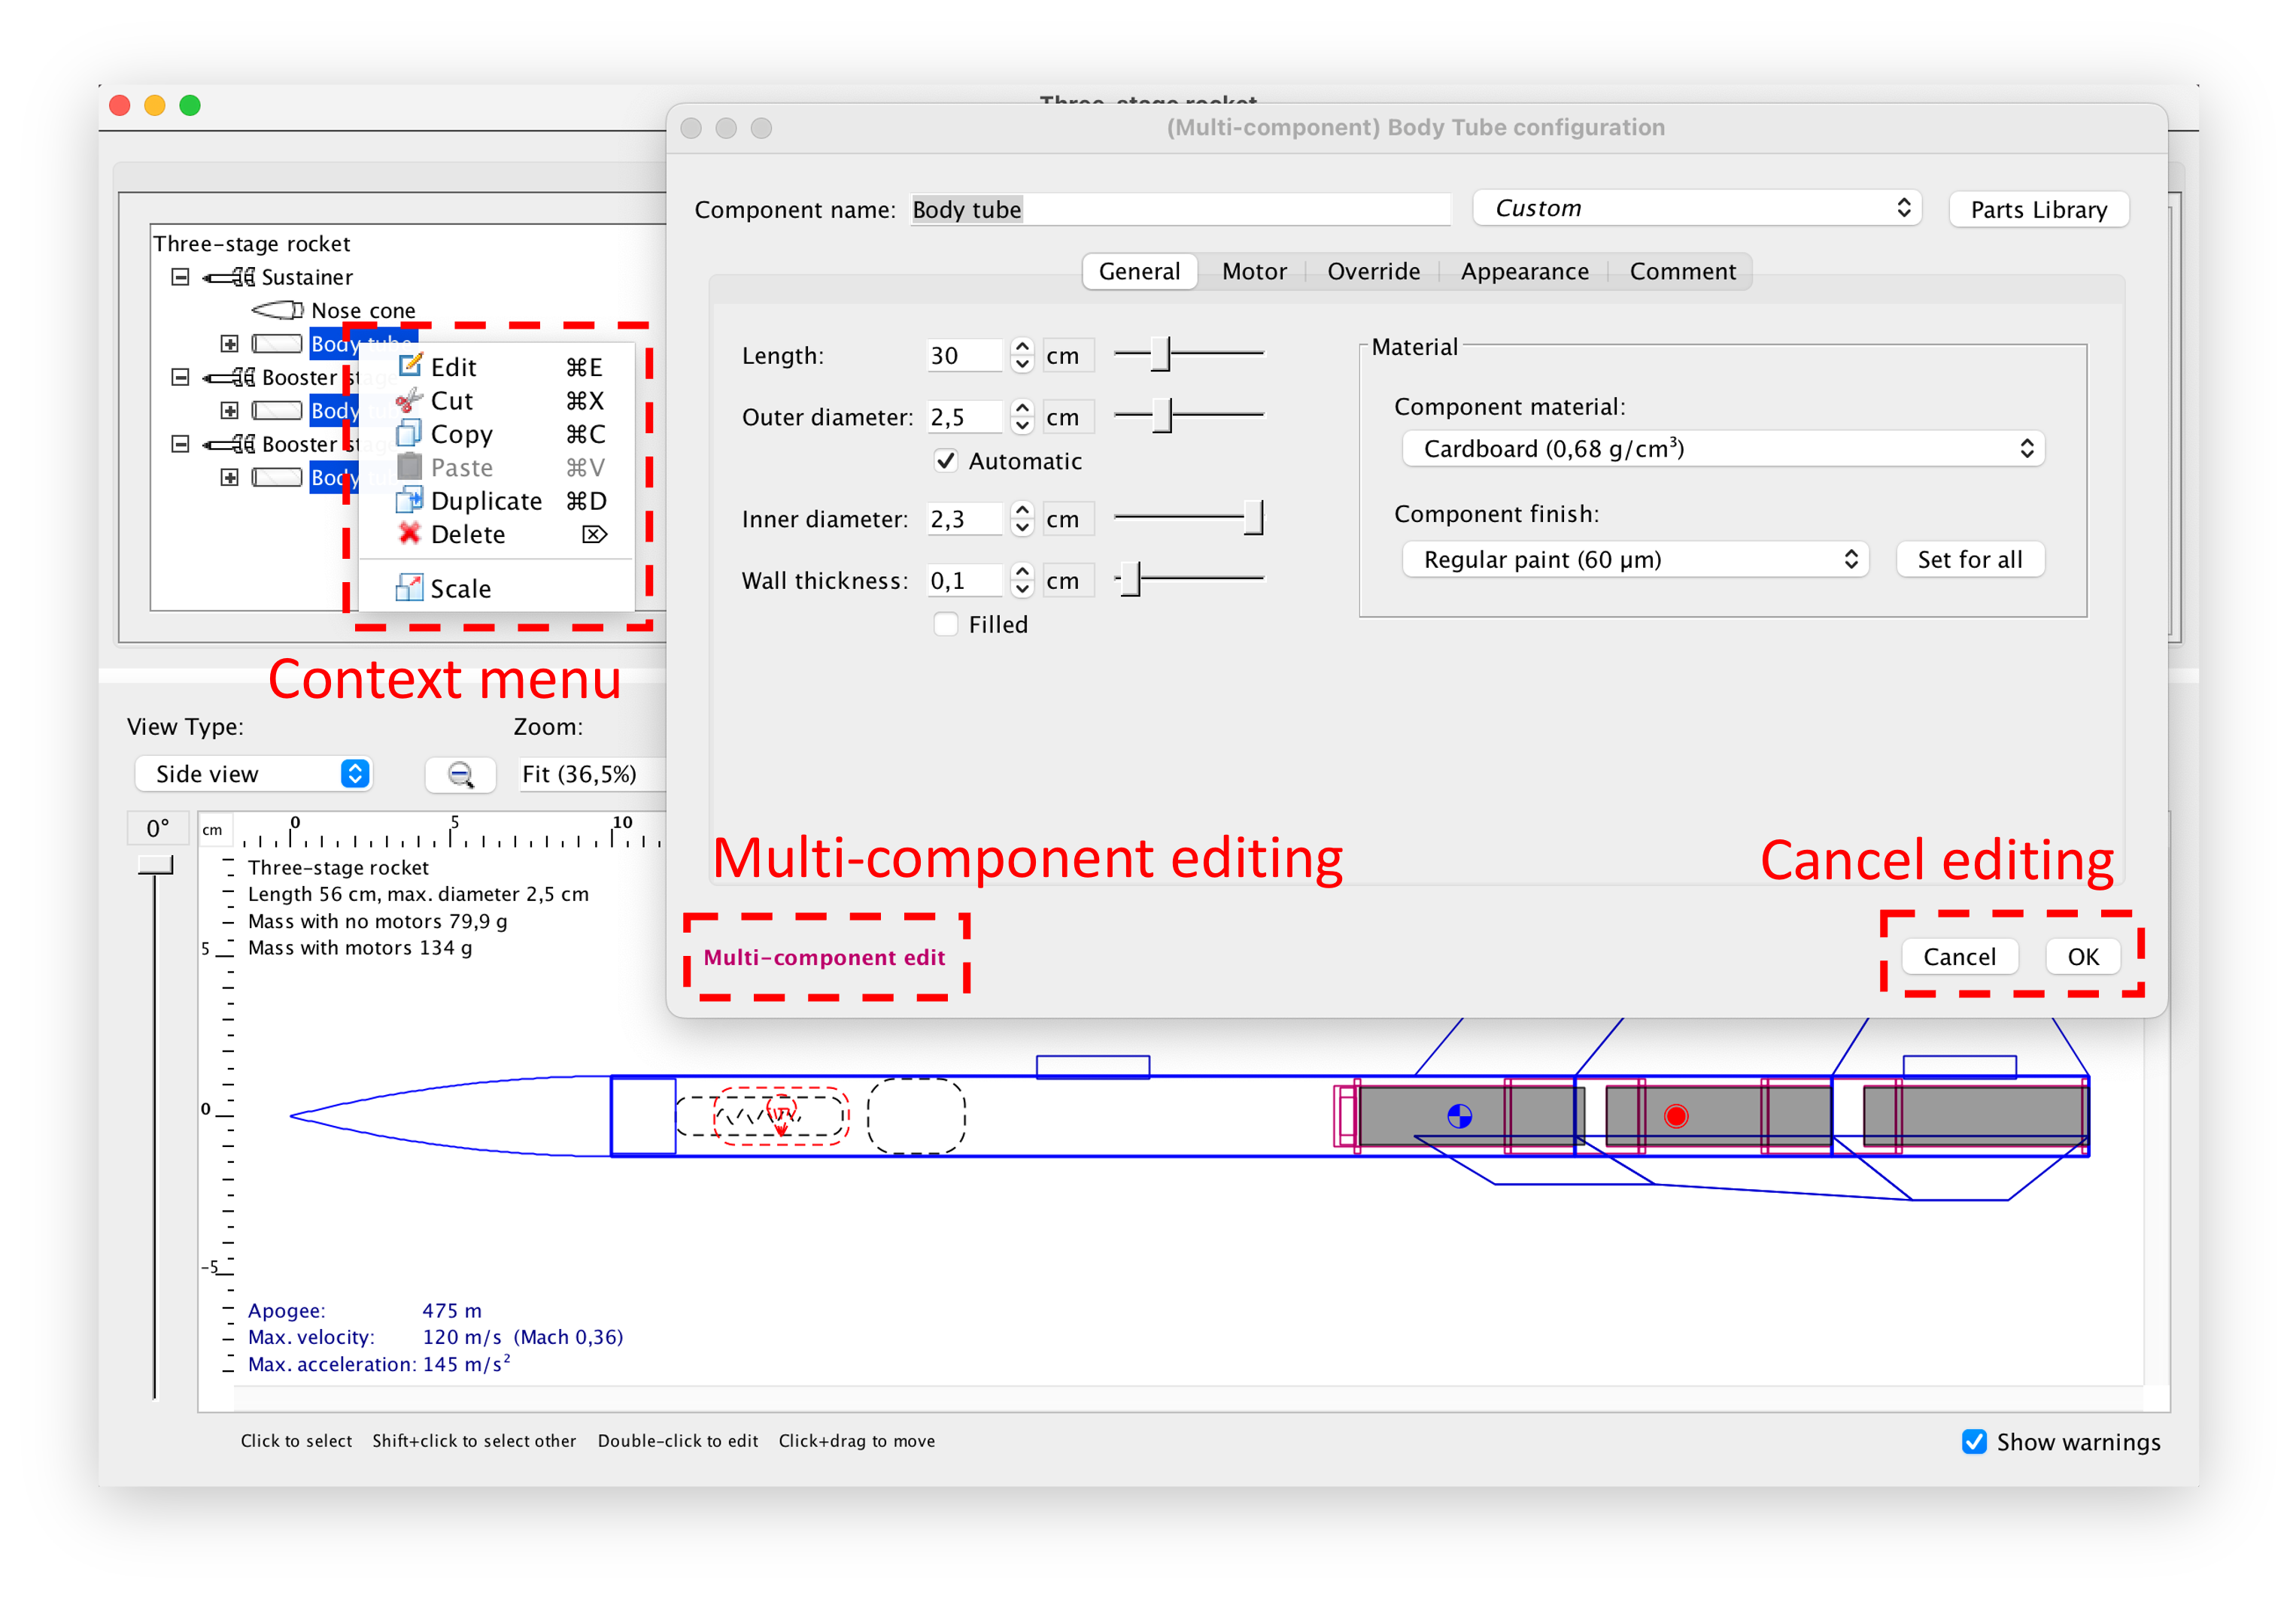 Three-stage rocket
(Multi-component) Body Tube configuration
Component name: Body tube
Custom
Parts Library
Three-stage rocket
Sustainer
Nose cone
Body tube
Booster st
Body
Booster st
Body
Edit ⌘E
Cut ⌘X
Copy ⌘C
Paste ⌘V
Duplicate ⌘D
Delete ⌦
Scale
Context menu
General Motor Override Appearance Comment
Length: 30 cm
Outer diameter: 2,5 cm
Automatic
Inner diameter: 2,3 cm
Wall thickness: 0,1 cm
Filled
Material
Component material:
Cardboard (0,68 g/cm³)
Component finish:
Regular paint (60 µm)
Set for all
Multi-component editing
Cancel editing
Multi-component edit
Cancel OK
View Type: Zoom:
Side view Fit (36,5%)
0° cm 0 5 10
Three-stage rocket
Length 56 cm, max. diameter 2,5 cm
Mass with no motors 79,9 g
Mass with motors 134 g
5
0
-5
Apogee: 475 m
Max. velocity: 120 m/s (Mach 0,36)
Max. acceleration: 145 m/s²
Click to select Shift+click to select other Double-click to edit Click+drag to move
Show warnings